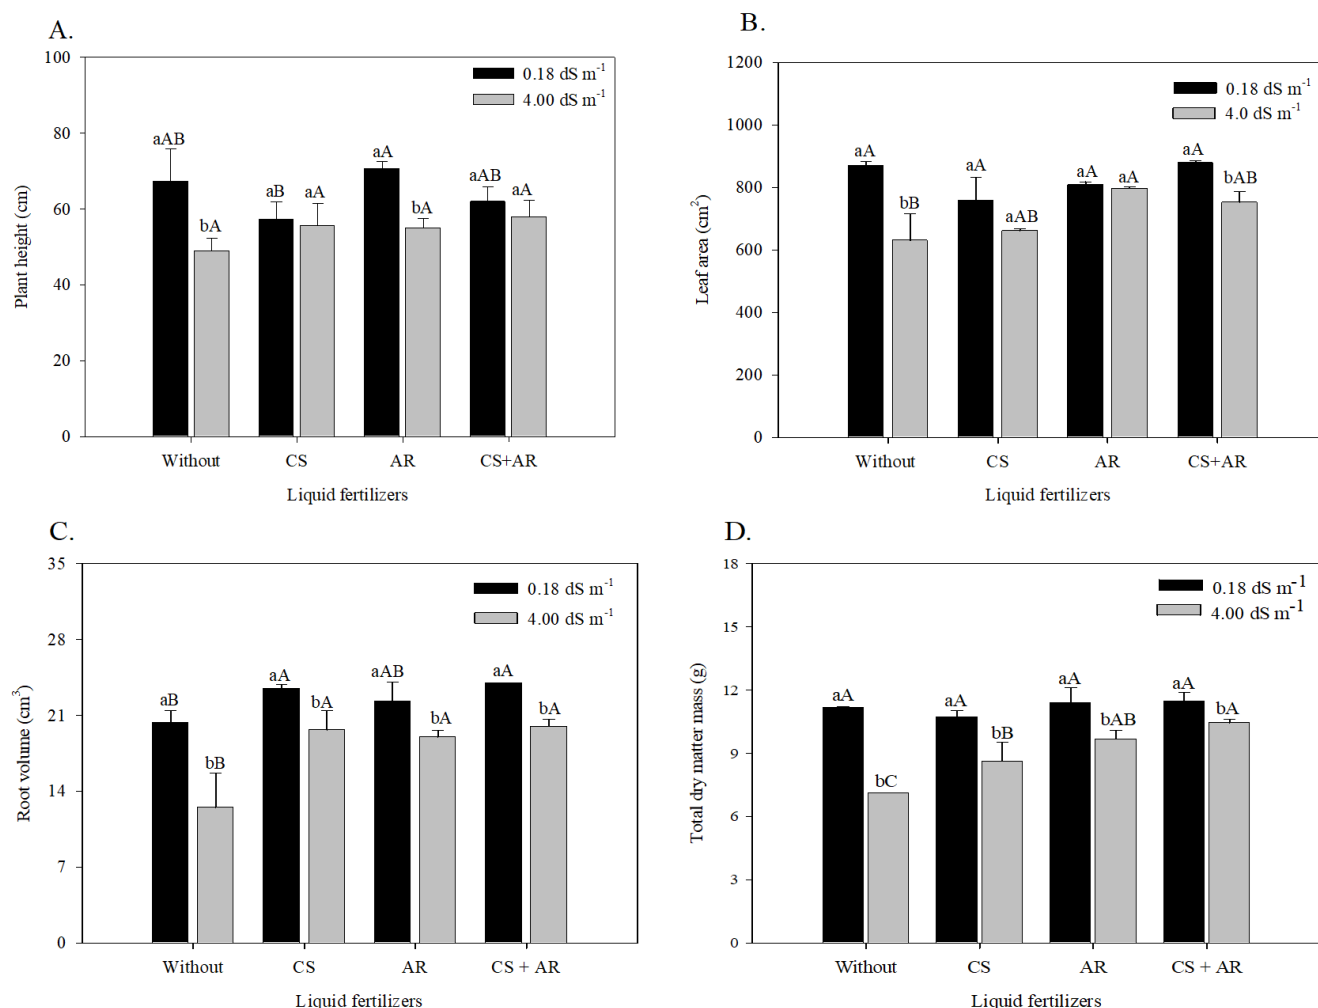 A.
100
80
60
40
20
0
Plant height (cm)
0.18 dS m⁻¹
4.00 dS m⁻¹
aAB
bA
aB
aA
aA
bA
aAB
aA
Without CS AR CS+AR
Liquid fertilizers
B.
1200
1000
800
600
400
200
0
Leaf area (cm²)
0.18 dS m⁻¹
4.0 dS m⁻¹
aA
bB
aA
aAB
aA
aA
aA
bAB
Without CS AR CS+AR
Liquid fertilizers
C.
35
28
21
14
7
0
Root volume (cm³)
0.18 dS m⁻¹
4.00 dS m⁻¹
aB
bB
aA
bA
aAB
bA
aA
bA
Without CS AR CS + AR
Liquid fertilizers
D.
18
15
12
9
6
3
0
Total dry matter mass (g)
0.18 dS m⁻¹
4.00 dS m⁻¹
aA
bC
aA
bB
aA
bAB
aA
bA
Without CS AR CS + AR
Liquid fertilizers